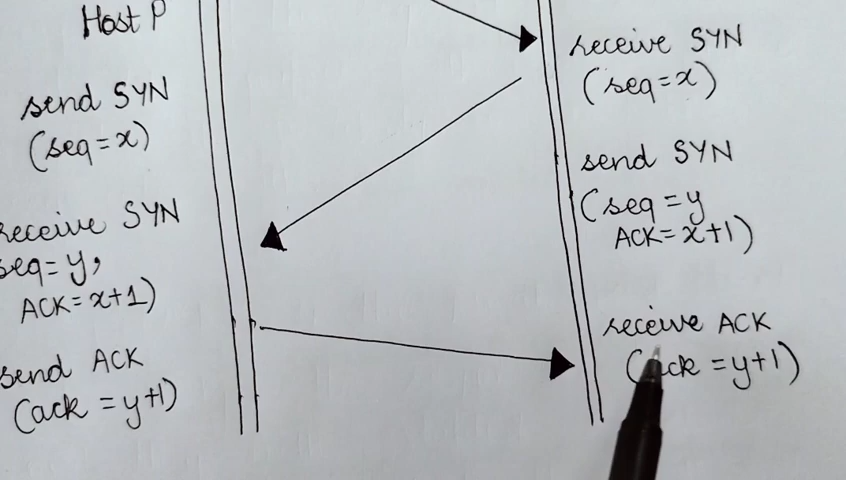 Host P
send SYN
(seq=x)
receive SYN
seq=y,
ACK=x+1)
send ACK
(ack=y+1)
receive SYN
(seq=x)
send SYN
(seq=y
ACK=x+1)
receive ACK
(ack=y+1)